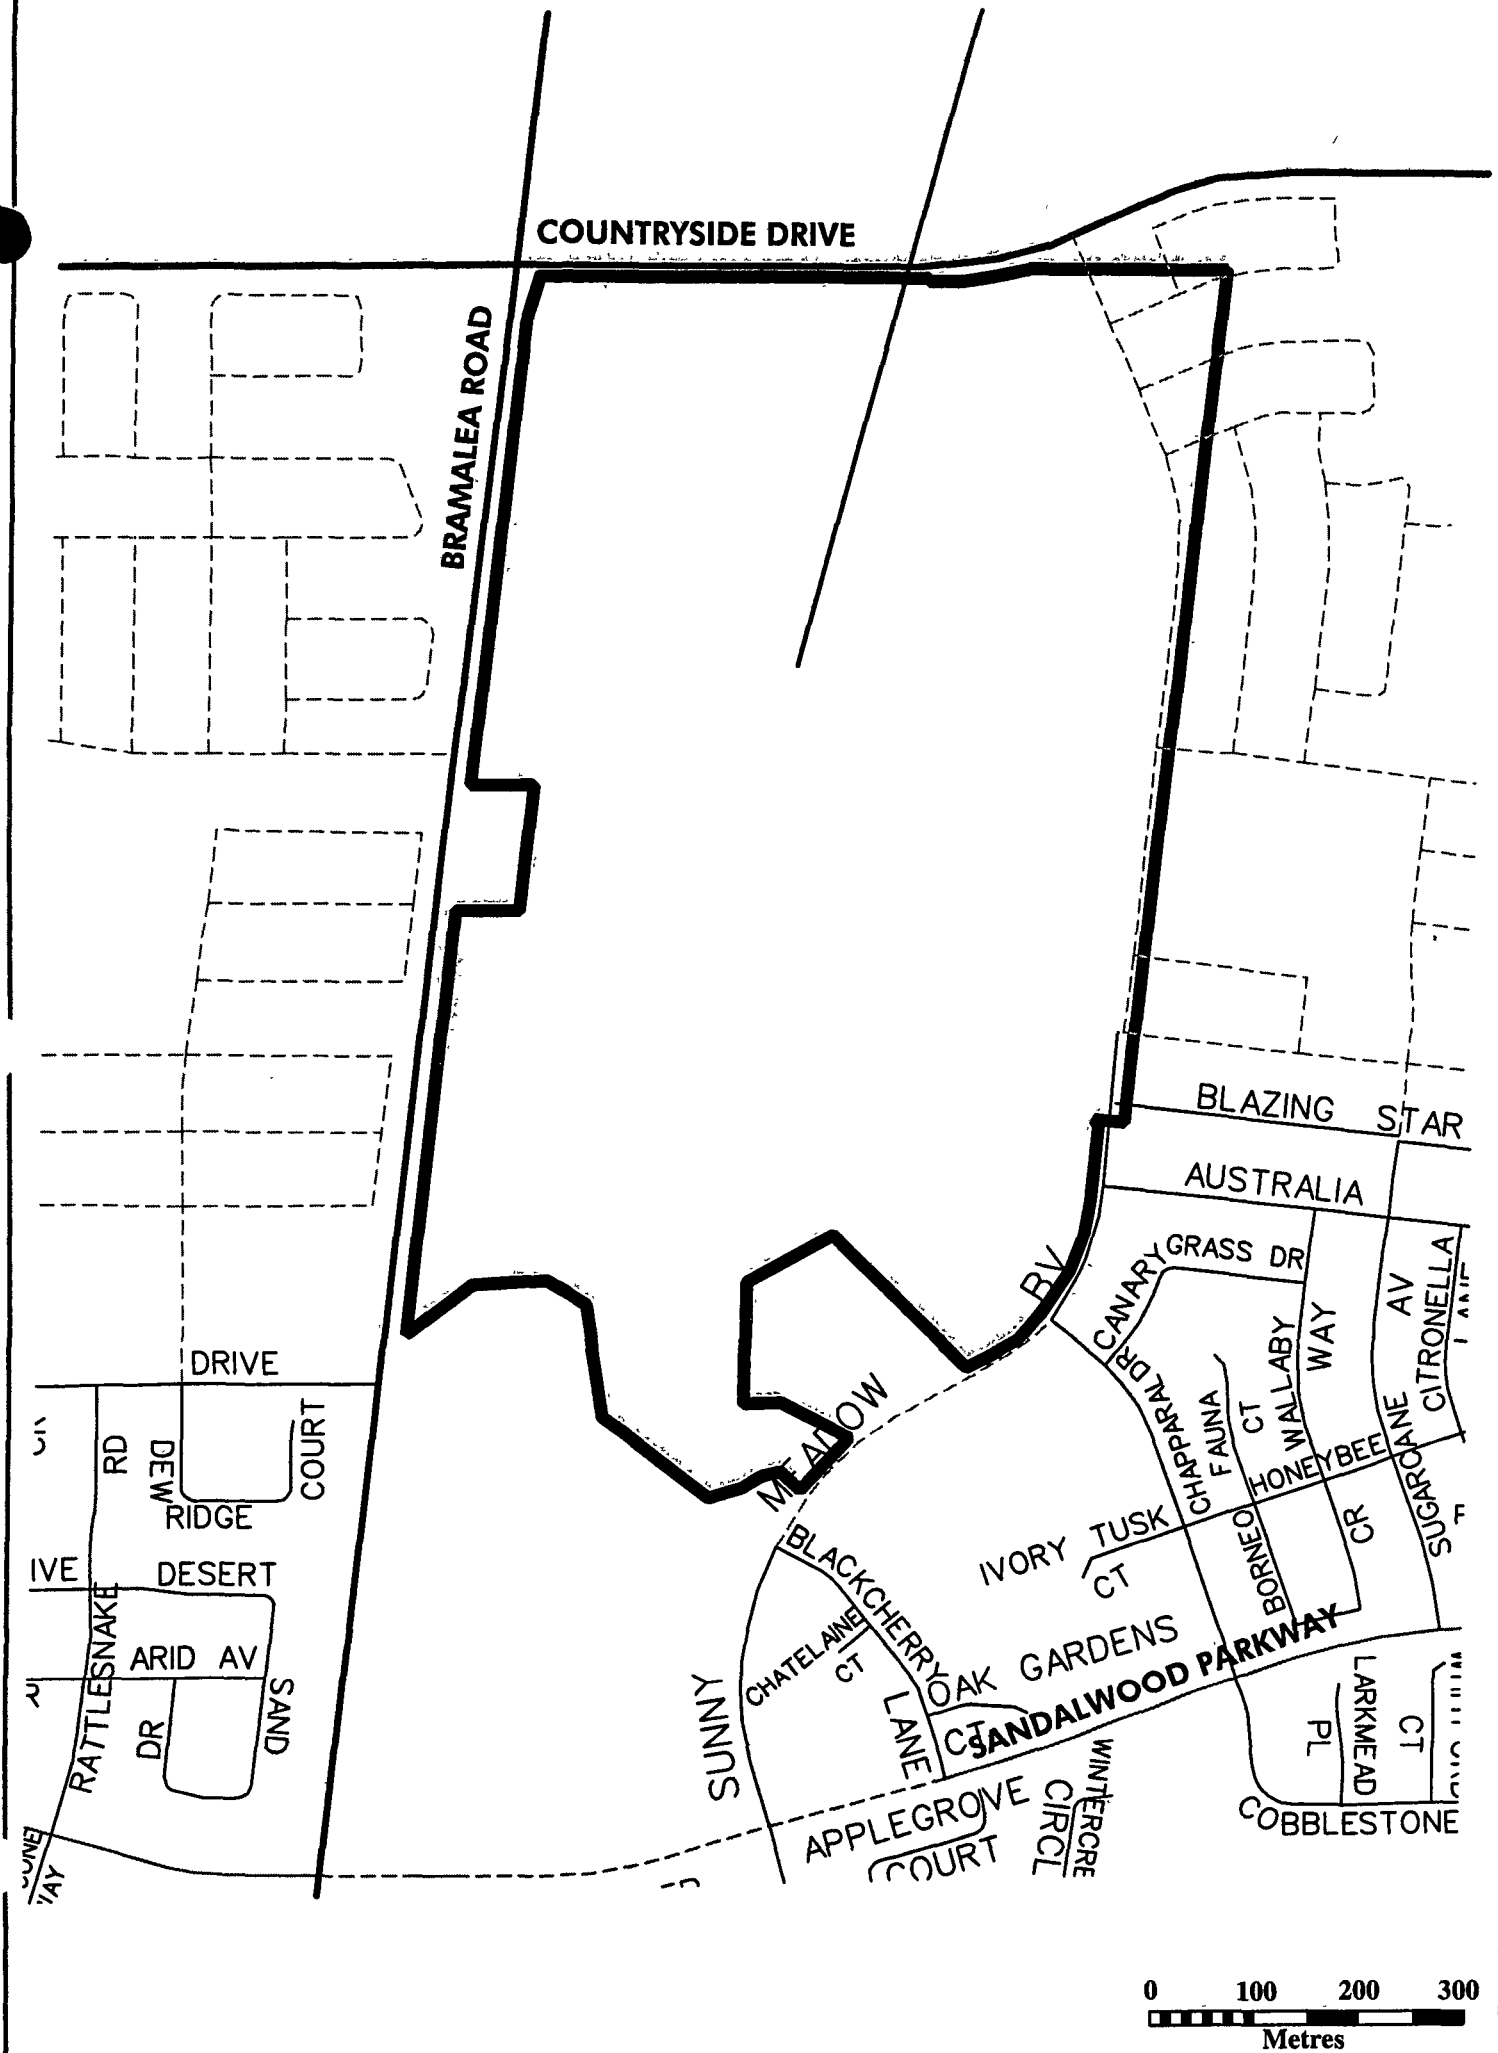 COUNTRYSIDE DRIVE
BRAMALEA ROAD
BLAZING STAR
AUSTRALIA
GRASS DR
CANARY
BV
MEADOW
SUNNY
CITRONELLA
AV
SUGARCANE
WAY
WALLABY
CT
FAUNA
CHAPPARAL DR
HONEYBEE
CR
BORNEO
IVORY TUSK
CT
DRIVE
RD
DEW
COURT
RIDGE
IVE
DESERT
RATTLESNAKE
ARID AV
DR
SAND
BLACKCHERRY
LANE
CHATELAINE
CT
OAK GARDENS
CT
SANDALWOOD PARKWAY
APPLEGROVE
COURT
WINTERCRE
CIRCL
LARKMEAD
PL
CT
COBBLESTONE
0 100 200 300
Metres